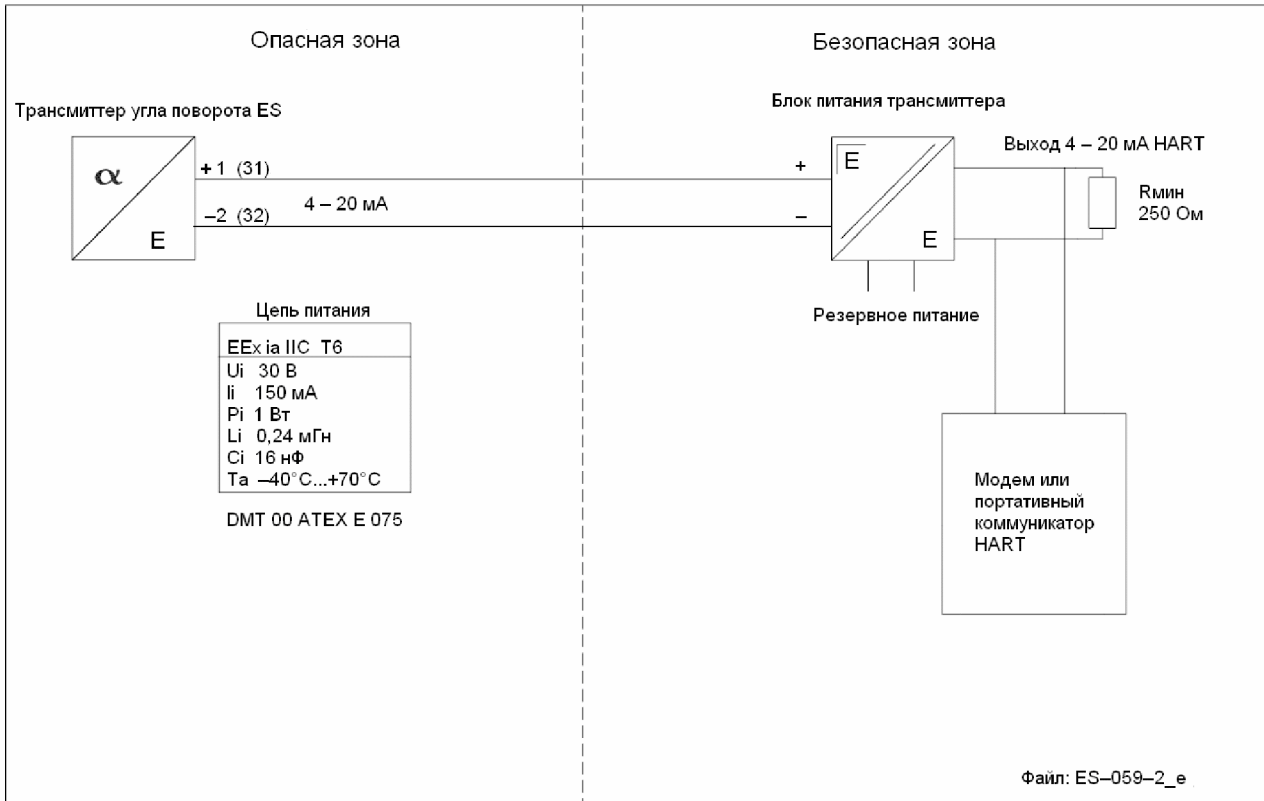 Опасная зона
Безопасная зона
Трансмиттер угла поворота ES
Блок питания трансмиттера
α
E
+ 1 (31)
–2 (32)
4 – 20 мА
+
–
E
E
Выход 4 – 20 мА HART
Rмин
250 Ом
Резервное питание
Цепь питания
EEx ia IIC T6
Ui 30 В
Ii 150 мА
Pi 1 Вт
Li 0,24 мГн
Ci 16 нФ
Ta –40°C...+70°C
DMT 00 ATEX E 075
Модем или
портативный
коммуникатор
HART
Файл: ES–059–2_e